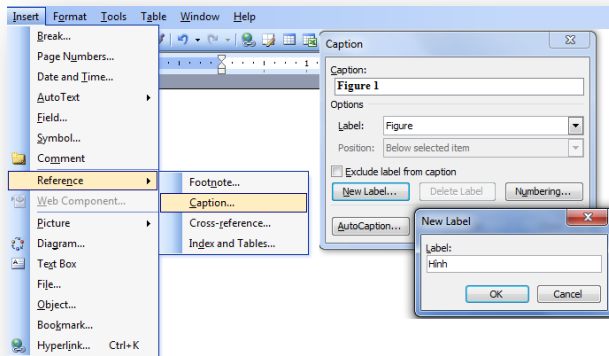 Insert Format Tools Table Window Help
Break...
Page Numbers...
Date and Time...
AutoText
Field...
Symbol...
Comment
Reference
Web Component...
Picture
Diagram...
Text Box
File...
Object...
Bookmark...
Hyperlink... Ctrl+K
Footnote...
Caption...
Cross-reference...
Index and Tables...
1
Caption
Caption:
Figure 1
Options
Label: Figure
Position: Below selected item
Exclude label from caption
New Label... Delete Label Numbering...
AutoCaption...
New Label
Label:
Hình
OK Cancel